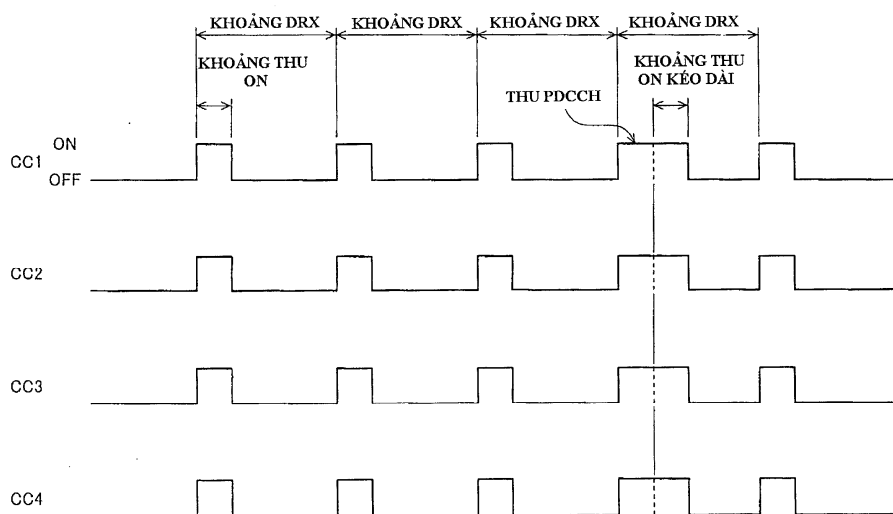 KHOẢNG DRX
KHOẢNG DRX
KHOẢNG DRX
KHOẢNG DRX
KHOẢNG THU
ON
KHOẢNG THU
ON KÉO DÀI
THU PDCCH
ON
CC1
OFF
CC2
CC3
CC4